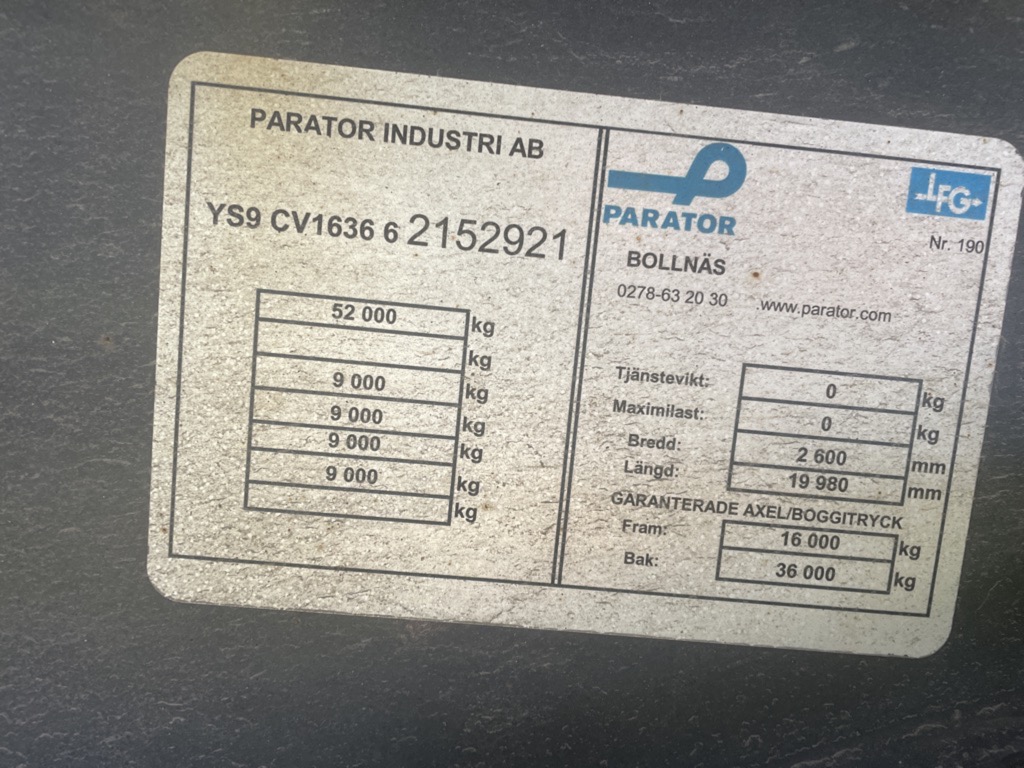 PARATOR INDUSTRI AB
YS9 CV1636 6 2152921
52 000 kg
kg
9 000 kg
9 000 kg
9 000 kg
9 000 kg
kg
PARATOR
LFG
Nr. 190
BOLLNÄS
0278-63 20 30
www.parator.com
Tjänstevikt: 0 kg
Maximilast: 0 kg
Bredd: 2 600 mm
Längd: 19 980 mm
GARANTERADE AXEL/BOGGITRYCK
Fram: 16 000 kg
Bak: 36 000 kg